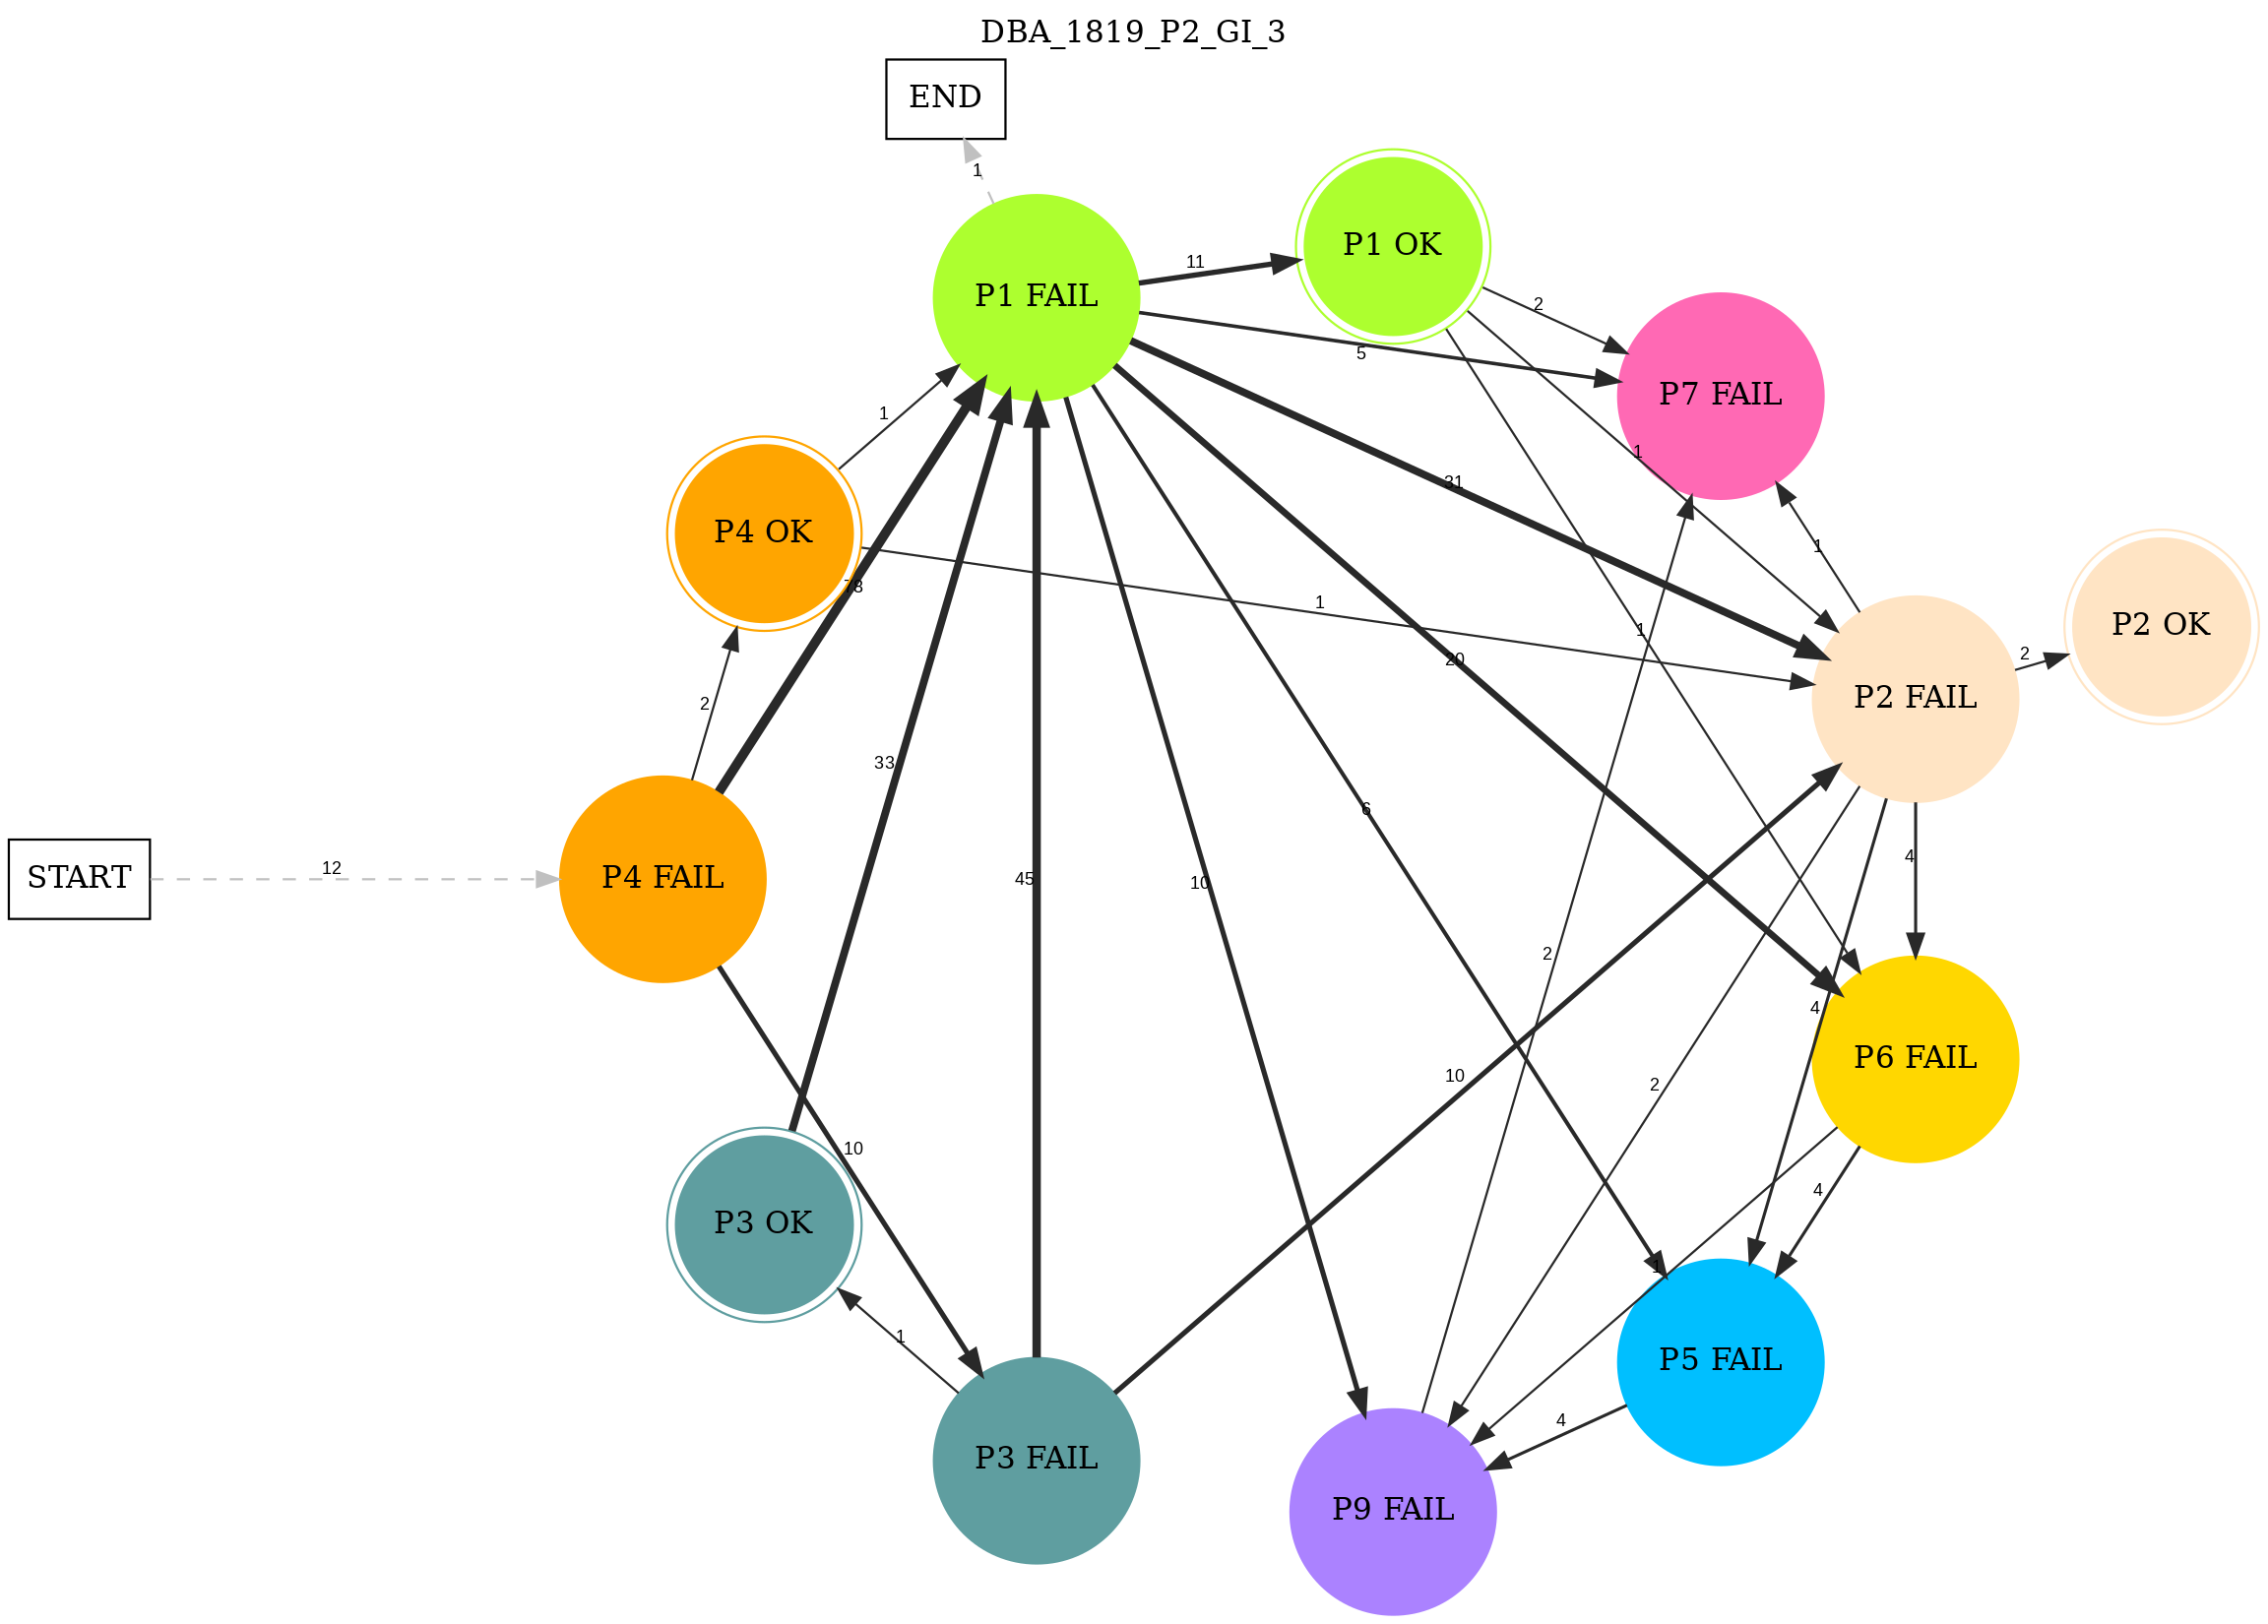 DBA_1819_P2_GI_3
END
1
P1 OK
11
P1 FAIL
2
5
P7 FAIL
1
1
31
P4 OK
1
78
1
1
P2 OK
20
2
P2 FAIL
2
33
6
4
START
12
P4 FAIL
45
10
2
4
P6 FAIL
10
2
10
4
P3 OK
1
1
P5 FAIL
4
P3 FAIL
P9 FAIL